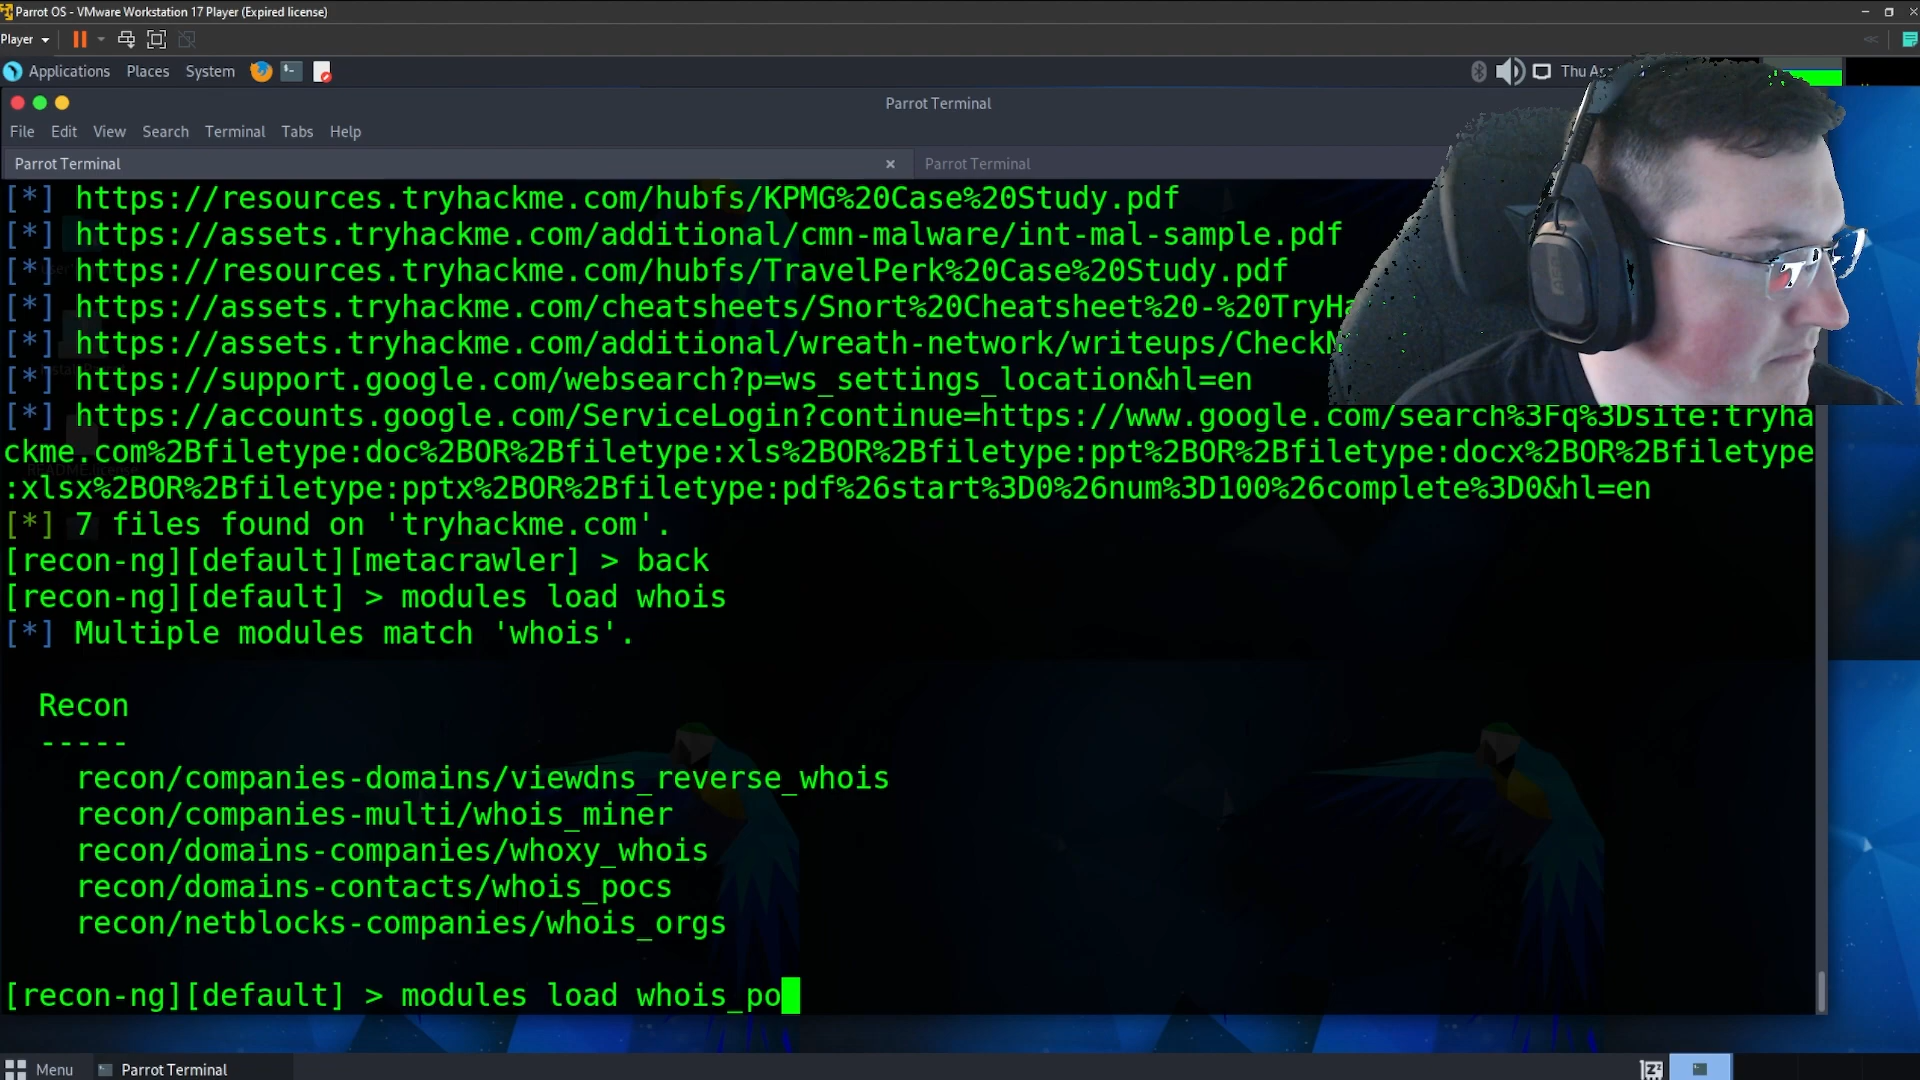 Parrot OS - VMware Workstation 17 Player (Expired license)
Player
Applications Places System
Thu
Parrot Terminal
File Edit View Search Terminal Tabs Help
Parrot Terminal
Parrot Terminal
[*] https://resources.tryhackme.com/hubfs/KPMG%20Case%20Study.pdf
[*] https://assets.tryhackme.com/additional/cmn-malware/int-mal-sample.pdf
[*] https://resources.tryhackme.com/hubfs/TravelPerk%20Case%20Study.pdf
[*] https://assets.tryhackme.com/cheatsheets/Snort%20Cheatsheet%20-%20TryHa
[*] https://assets.tryhackme.com/additional/wreath-network/writeups/Check
[*] https://support.google.com/websearch?p=ws_settings_location&hl=en
[*] https://accounts.google.com/ServiceLogin?continue=https://www.google.com/search%3Fq%3Dsite:tryha
ckme.com%2Bfiletype:doc%2BOR%2Bfiletype:xls%2BOR%2Bfiletype:ppt%2BOR%2Bfiletype:docx%2BOR%2Bfiletype
:xlsx%2BOR%2Bfiletype:pptx%2BOR%2Bfiletype:pdf%26start%3D0%26num%3D100%26complete%3D0&hl=en
[*] 7 files found on 'tryhackme.com'.
[recon-ng][default][metacrawler] > back
[recon-ng][default] > modules load whois
[*] Multiple modules match 'whois'.
Recon
-----
recon/companies-domains/viewdns_reverse_whois
recon/companies-multi/whois_miner
recon/domains-companies/whoxy_whois
recon/domains-contacts/whois_pocs
recon/netblocks-companies/whois_orgs
[recon-ng][default] > modules load whois_po
Menu Parrot Terminal